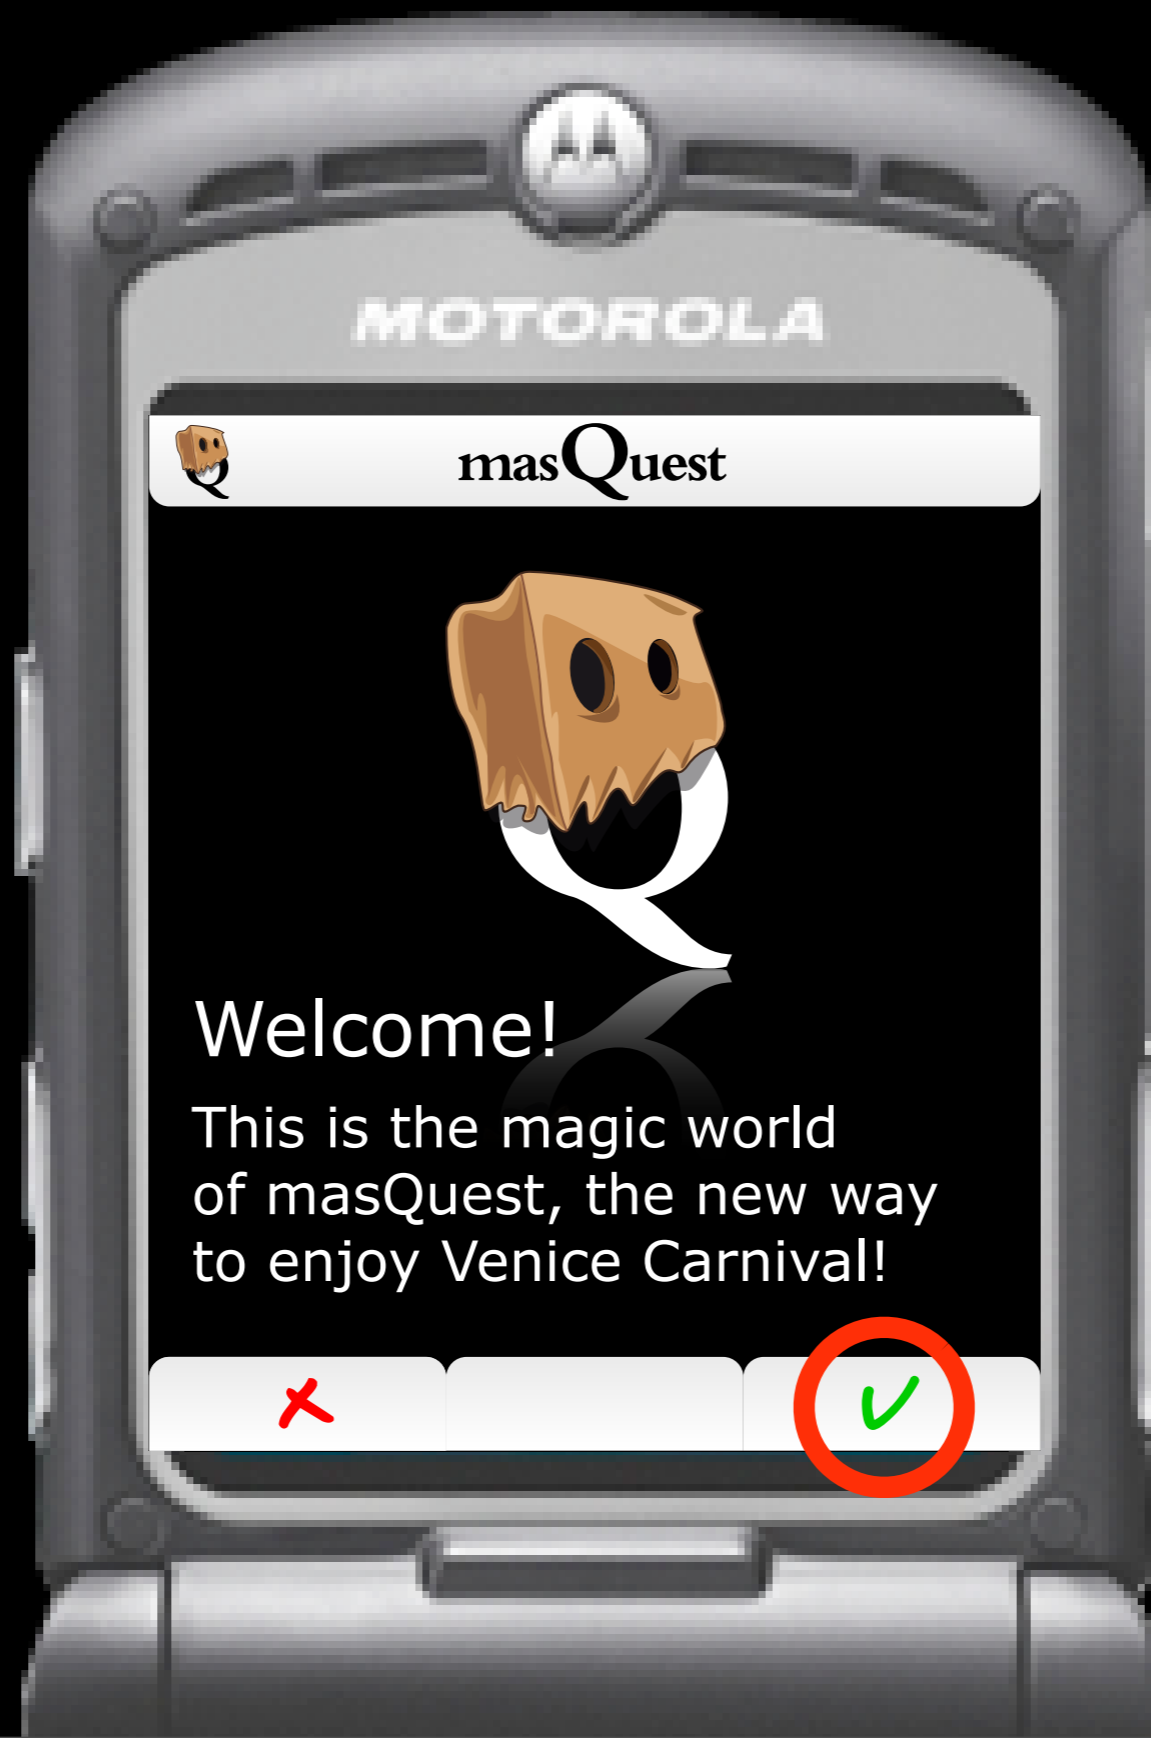 MOTOROLA
masQuest
Welcome!
This is the magic world
of masQuest, the new way
to enjoy Venice Carnival!